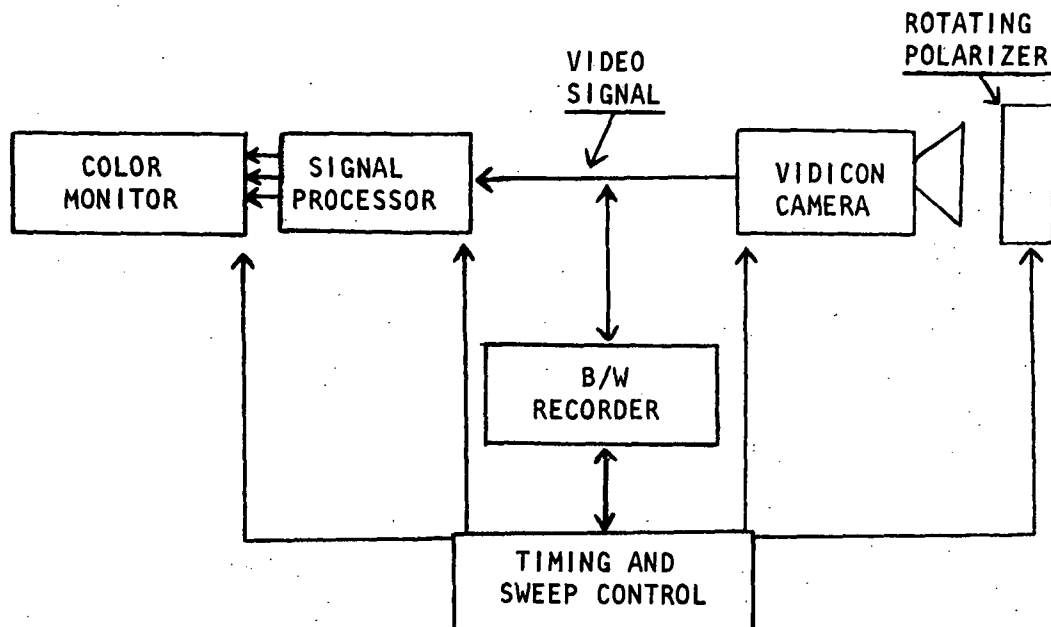 ROTATING
POLARIZER
VIDEO
SIGNAL
COLOR
MONITOR
SIGNAL
PROCESSOR
VIDICON
CAMERA
B/W
RECORDER
TIMING AND
SWEEP CONTROL